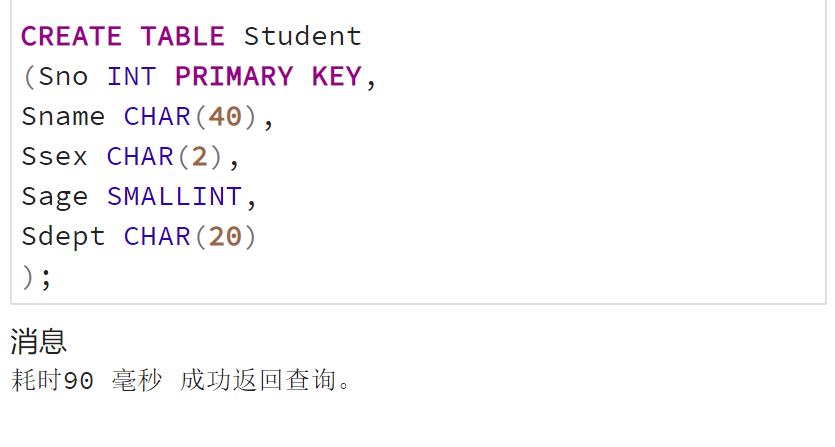 CREATE TABLE Student
(Sno INT PRIMARY KEY,
Sname CHAR(40),
Ssex CHAR(2),
Sage SMALLINT,
Sdept CHAR(20)
);
消息
耗时90 毫秒 成功返回查询。